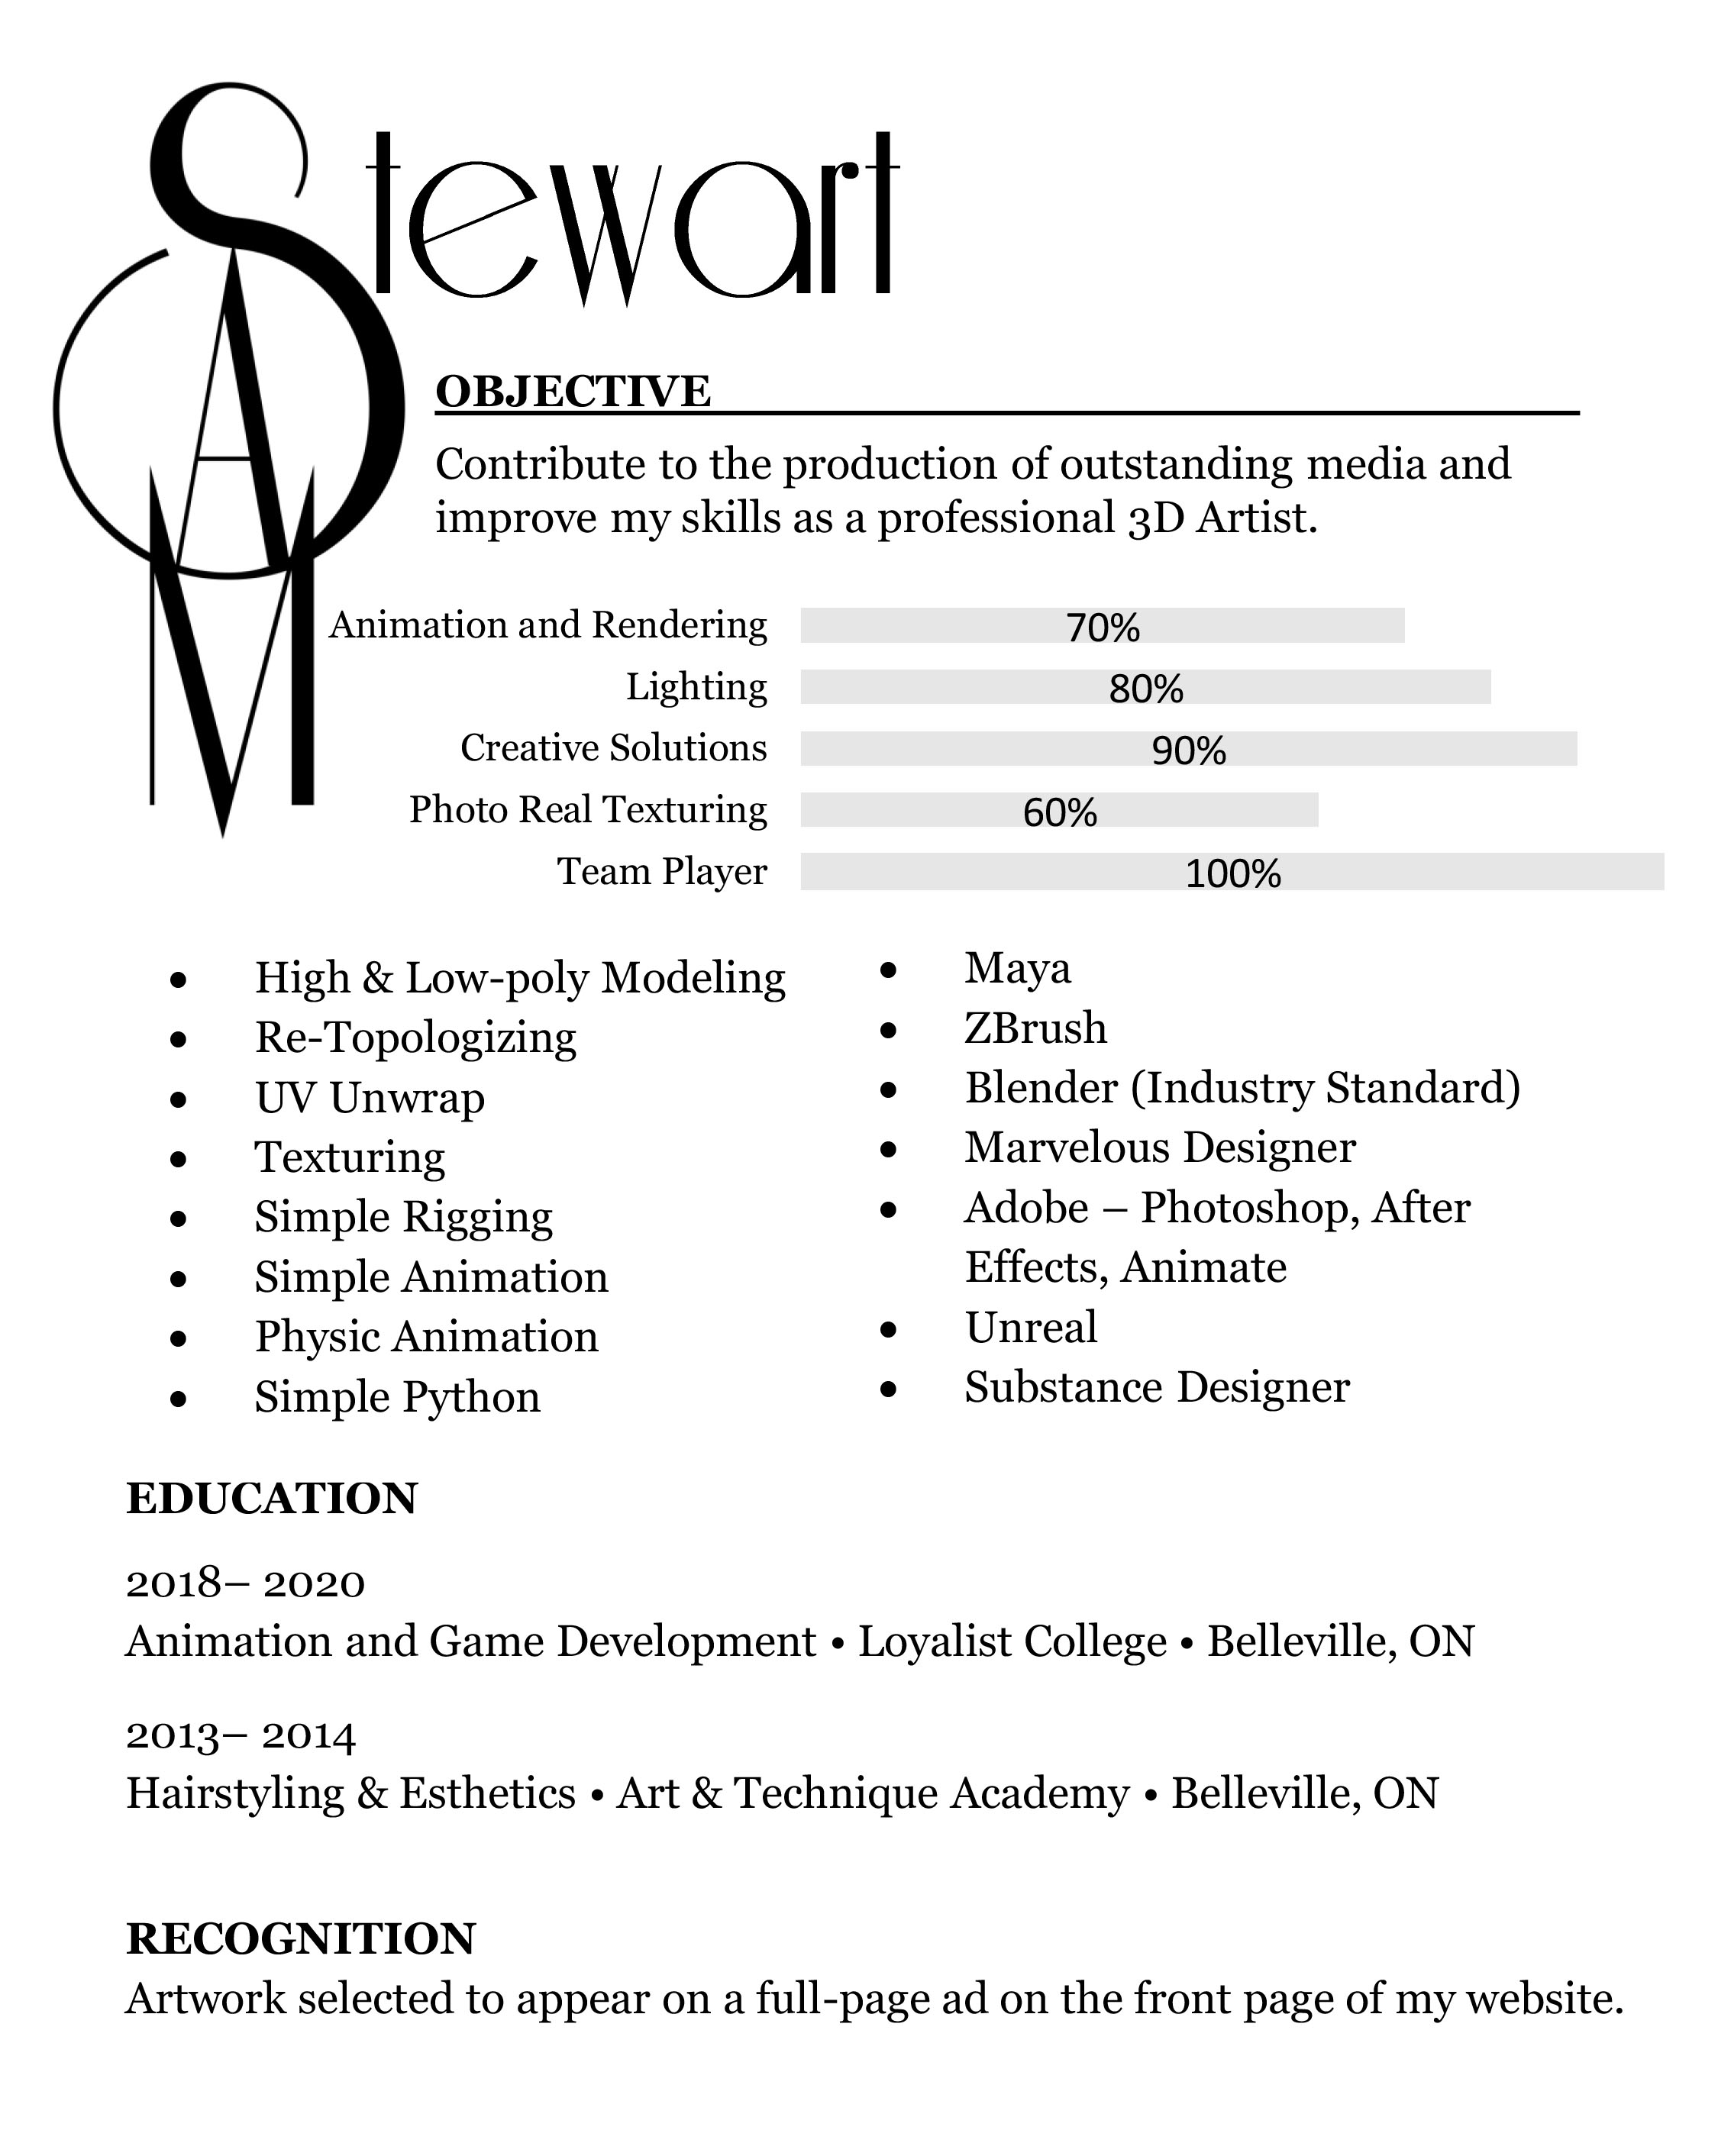 Stewart
A
M
OBJECTIVE
Contribute to the production of outstanding media and
improve my skills as a professional 3D Artist.
Animation and Rendering 70%
Lighting 80%
Creative Solutions 90%
Photo Real Texturing 60%
Team Player 100%
• High & Low-poly Modeling
• Re-Topologizing
• UV Unwrap
• Texturing
• Simple Rigging
• Simple Animation
• Physic Animation
• Simple Python
• Maya
• ZBrush
• Blender (Industry Standard)
• Marvelous Designer
• Adobe – Photoshop, After
Effects, Animate
• Unreal
• Substance Designer
EDUCATION
2018– 2020
Animation and Game Development • Loyalist College • Belleville, ON
2013– 2014
Hairstyling & Esthetics • Art & Technique Academy • Belleville, ON
RECOGNITION
Artwork selected to appear on a full-page ad on the front page of my website.